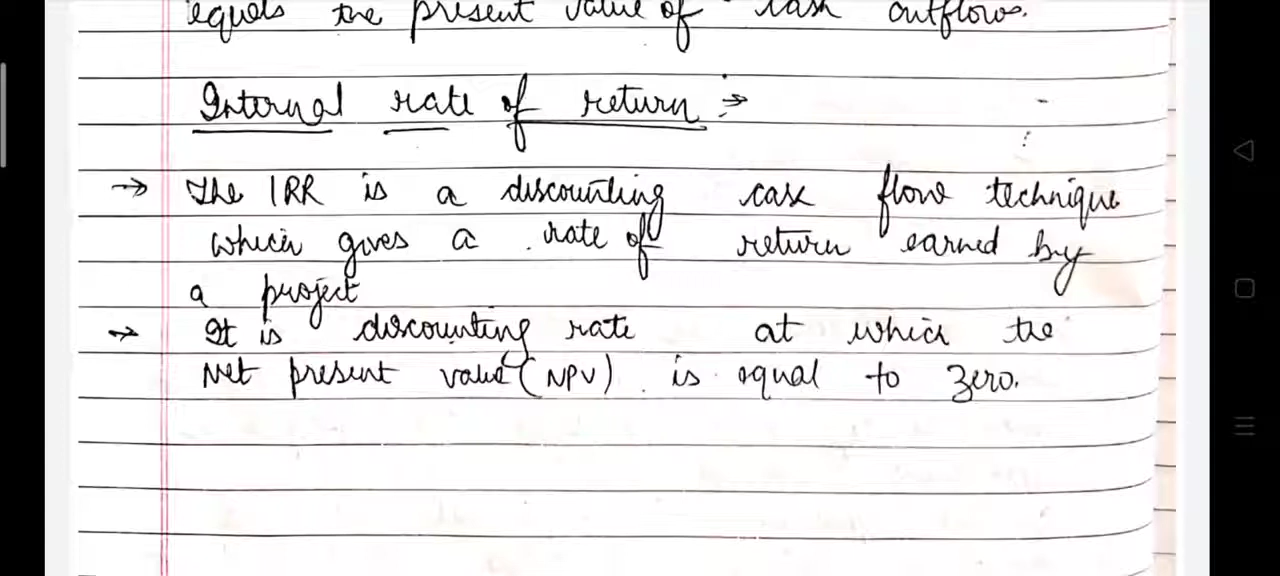 equals the present value of cash outflows.
Internal rate of return :⇒
→ The IRR is a discounting cash flow technique
which gives a rate of return earned by
a project
→ It is discounting rate at which the
Net present value (NPV) is equal to zero.